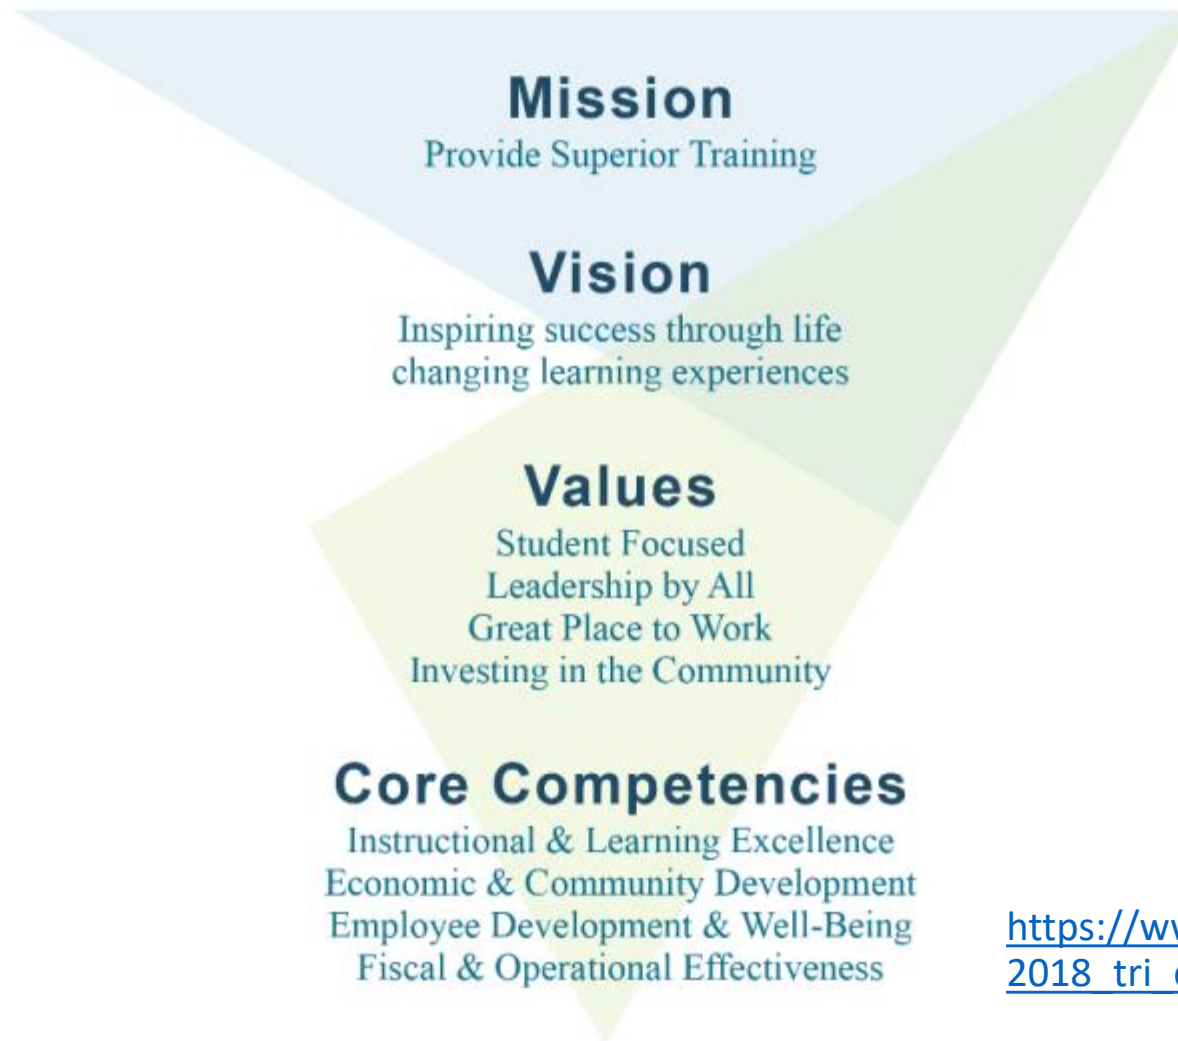 Mission
Provide Superior Training
Vision
Inspiring success through life
changing learning experiences
Values
Student Focused
Leadership by All
Great Place to Work
Investing in the Community
Core Competencies
Instructional & Learning Excellence
Economic & Community Development
Employee Development & Well-Being
Fiscal & Operational Effectiveness
https://w
2018_tri_